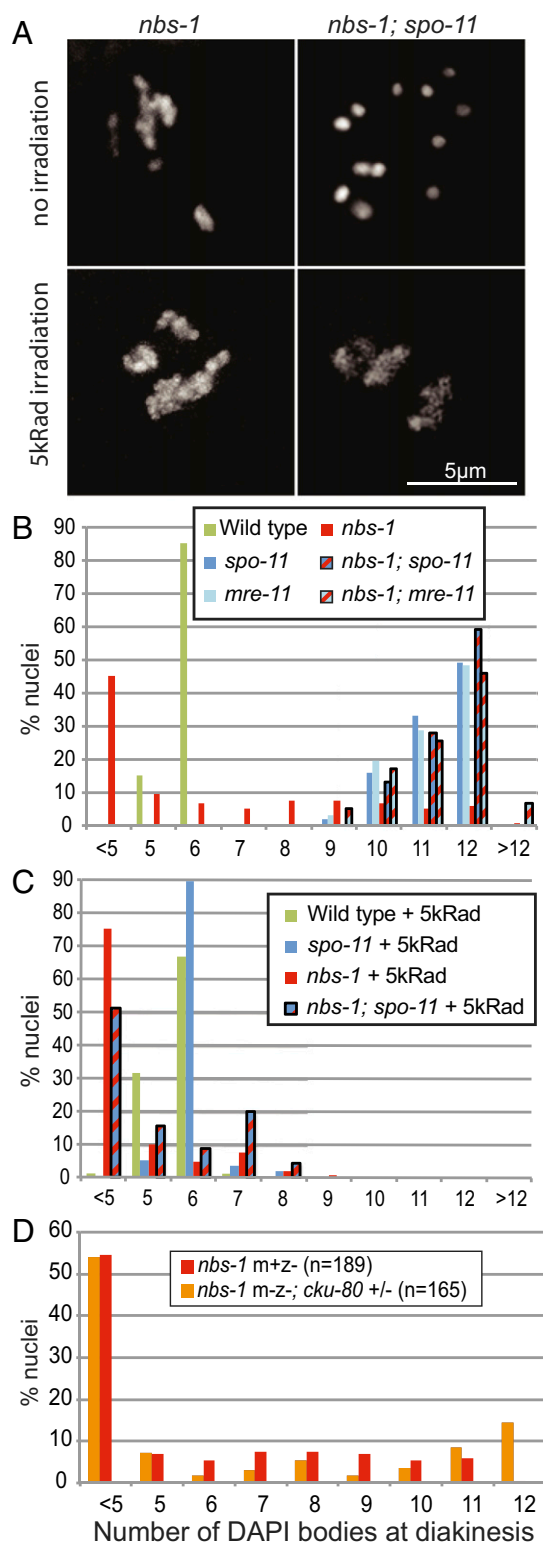 A
nbs-1
nbs-1; spo-11
no irradiation
5kRad irradiation
5μm
B
90
80
70
60
50
40
30
20
10
0
% nuclei
Wild type
nbs-1
spo-11
nbs-1; spo-11
mre-11
nbs-1; mre-11
<5 5 6 7 8 9 10 11 12 >12
C
90
80
70
60
50
40
30
20
10
0
% nuclei
Wild type + 5kRad
spo-11 + 5kRad
nbs-1 + 5kRad
nbs-1; spo-11 + 5kRad
<5 5 6 7 8 9 10 11 12 >12
D
60
50
40
30
20
10
0
% nuclei
nbs-1 m+z- (n=189)
nbs-1 m-z-; cku-80 +/- (n=165)
<5 5 6 7 8 9 10 11 12
Number of DAPI bodies at diakinesis